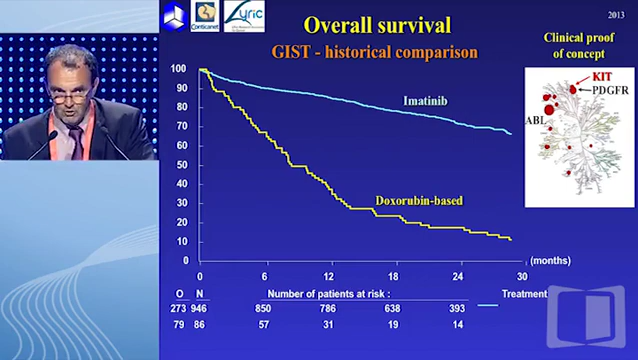 2013
Conticanet
Lyric
Overall survival
GIST - historical comparison
Clinical proof
of concept
KIT
PDGFR
ABL
100
90
80
70
60
50
40
30
20
10
0
Imatinib
Doxorubin-based
0 6 12 18 24 30 (months)
O N Number of patients at risk : Treatment
273 946 850 786 638 393
79 86 57 31 19 14